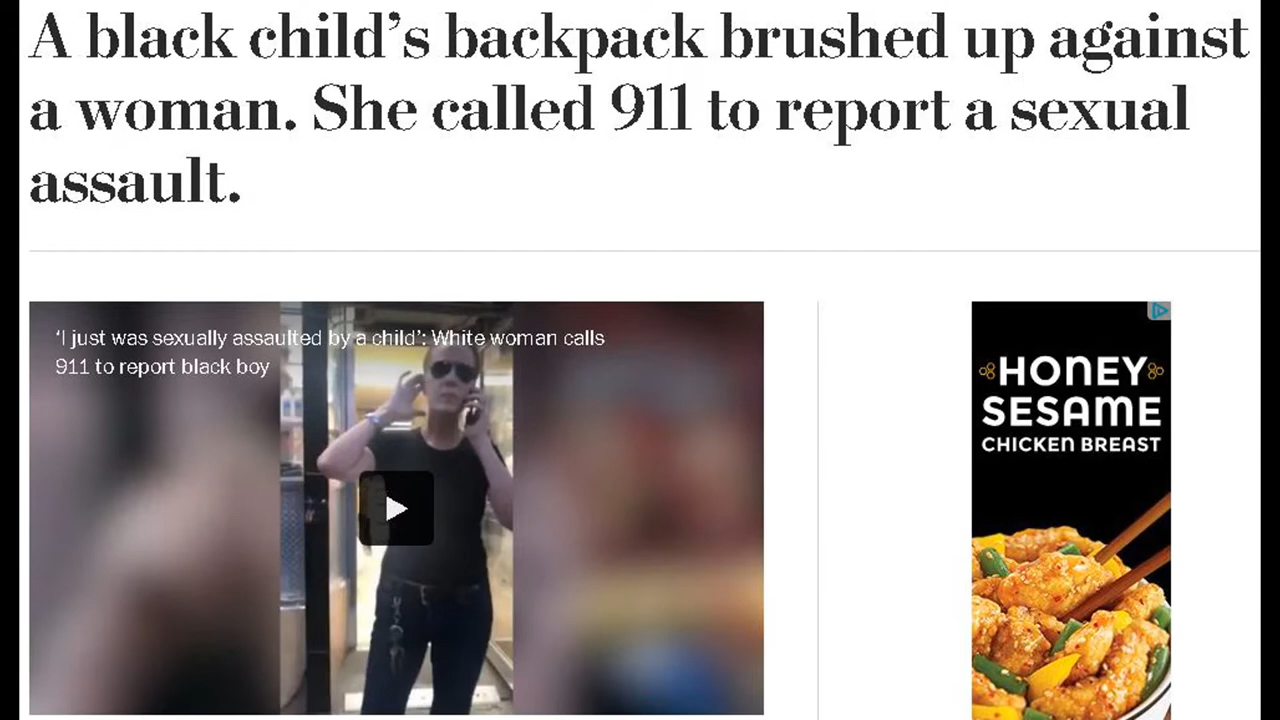 A black child’s backpack brushed up against
a woman. She called 911 to report a sexual
assault.
‘I just was sexually assaulted by a child’: White woman calls
911 to report black boy
HONEY
SESAME
CHICKEN BREAST